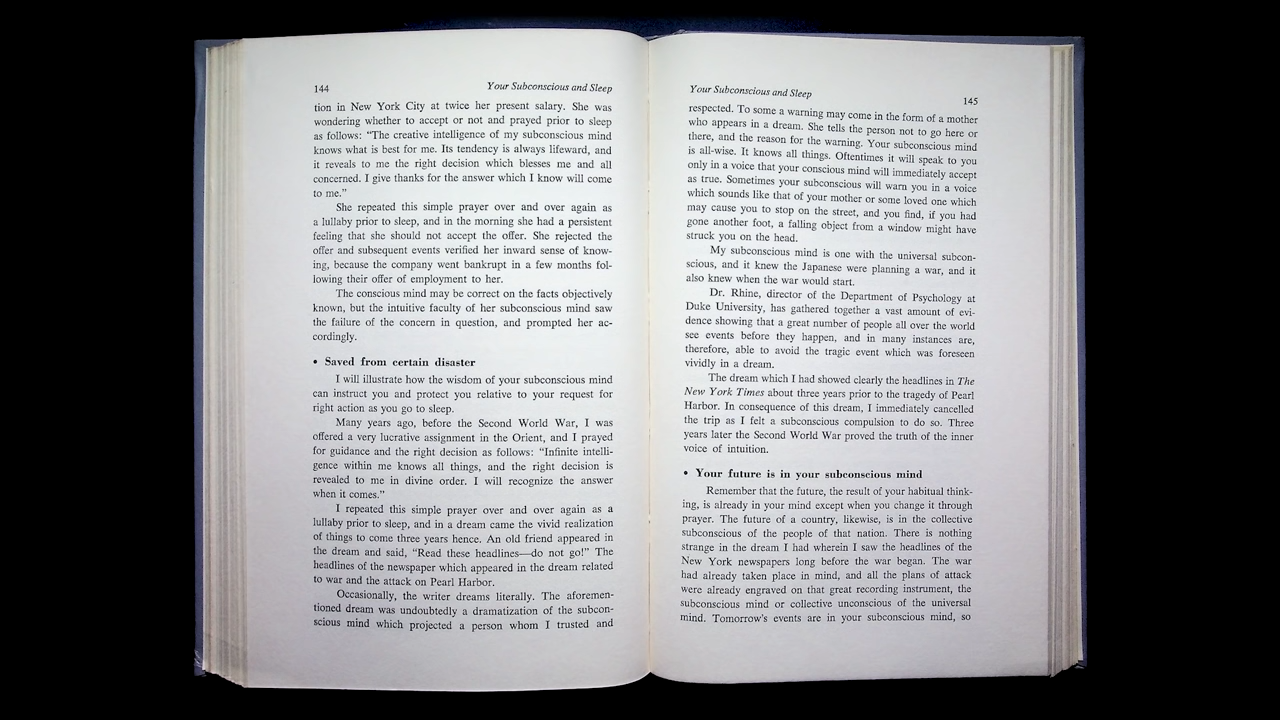 144
Your Subconscious and Sleep
tion in New York City at twice her present salary. She was
wondering whether to accept or not and prayed prior to sleep
as follows: “The creative intelligence of my subconscious mind
knows what is best for me. Its tendency is always lifeward, and
it reveals to me the right decision which blesses me and all
concerned. I give thanks for the answer which I know will come
to me.”
She repeated this simple prayer over and over again as
a lullaby prior to sleep, and in the morning she had a persistent
feeling that she should not accept the offer. She rejected the
offer and subsequent events verified her inward sense of know-
ing, because the company went bankrupt in a few months fol-
lowing their offer of employment to her.
The conscious mind may be correct on the facts objectively
known, but the intuitive faculty of her subconscious mind saw
the failure of the concern in question, and prompted her ac-
cordingly.
• Saved from certain disaster
I will illustrate how the wisdom of your subconscious mind
can instruct you and protect you relative to your request for
right action as you go to sleep.
Many years ago, before the Second World War, I was
offered a very lucrative assignment in the Orient, and I prayed
for guidance and the right decision as follows: “Infinite intelli-
gence within me knows all things, and the right decision is
revealed to me in divine order. I will recognize the answer
when it comes.”
I repeated this simple prayer over and over again as a
lullaby prior to sleep, and in a dream came the vivid realization
of things to come three years hence. An old friend appeared in
the dream and said, “Read these headlines—do not go!” The
headlines of the newspaper which appeared in the dream related
to war and the attack on Pearl Harbor.
Occasionally, the writer dreams literally. The aforemen-
tioned dream was undoubtedly a dramatization of the subcon-
scious mind which projected a person whom I trusted and
Your Subconscious and Sleep
145
respected. To some a warning may come in the form of a mother
who appears in a dream. She tells the person not to go here or
there, and the reason for the warning. Your subconscious mind
is all-wise. It knows all things. Oftentimes it will speak to you
only in a voice that your conscious mind will immediately accept
as true. Sometimes your subconscious will warn you in a voice
which sounds like that of your mother or some loved one which
may cause you to stop on the street, and you find, if you had
gone another foot, a falling object from a window might have
struck you on the head.
My subconscious mind is one with the universal subcon-
scious, and it knew the Japanese were planning a war, and it
also knew when the war would start.
Dr. Rhine, director of the Department of Psychology at
Duke University, has gathered together a vast amount of evi-
dence showing that a great number of people all over the world
see events before they happen, and in many instances are,
therefore, able to avoid the tragic event which was foreseen
vividly in a dream.
The dream which I had showed clearly the headlines in The
New York Times about three years prior to the tragedy of Pearl
Harbor. In consequence of this dream, I immediately cancelled
the trip as I felt a subconscious compulsion to do so. Three
years later the Second World War proved the truth of the inner
voice of intuition.
• Your future is in your subconscious mind
Remember that the future, the result of your habitual think-
ing, is already in your mind except when you change it through
prayer. The future of a country, likewise, is in the collective
subconscious of the people of that nation. There is nothing
strange in the dream I had wherein I saw the headlines of the
New York newspapers long before the war began. The war
had already taken place in mind, and all the plans of attack
were already engraved on that great recording instrument, the
subconscious mind or collective unconscious of the universal
mind. Tomorrow’s events are in your subconscious mind, so